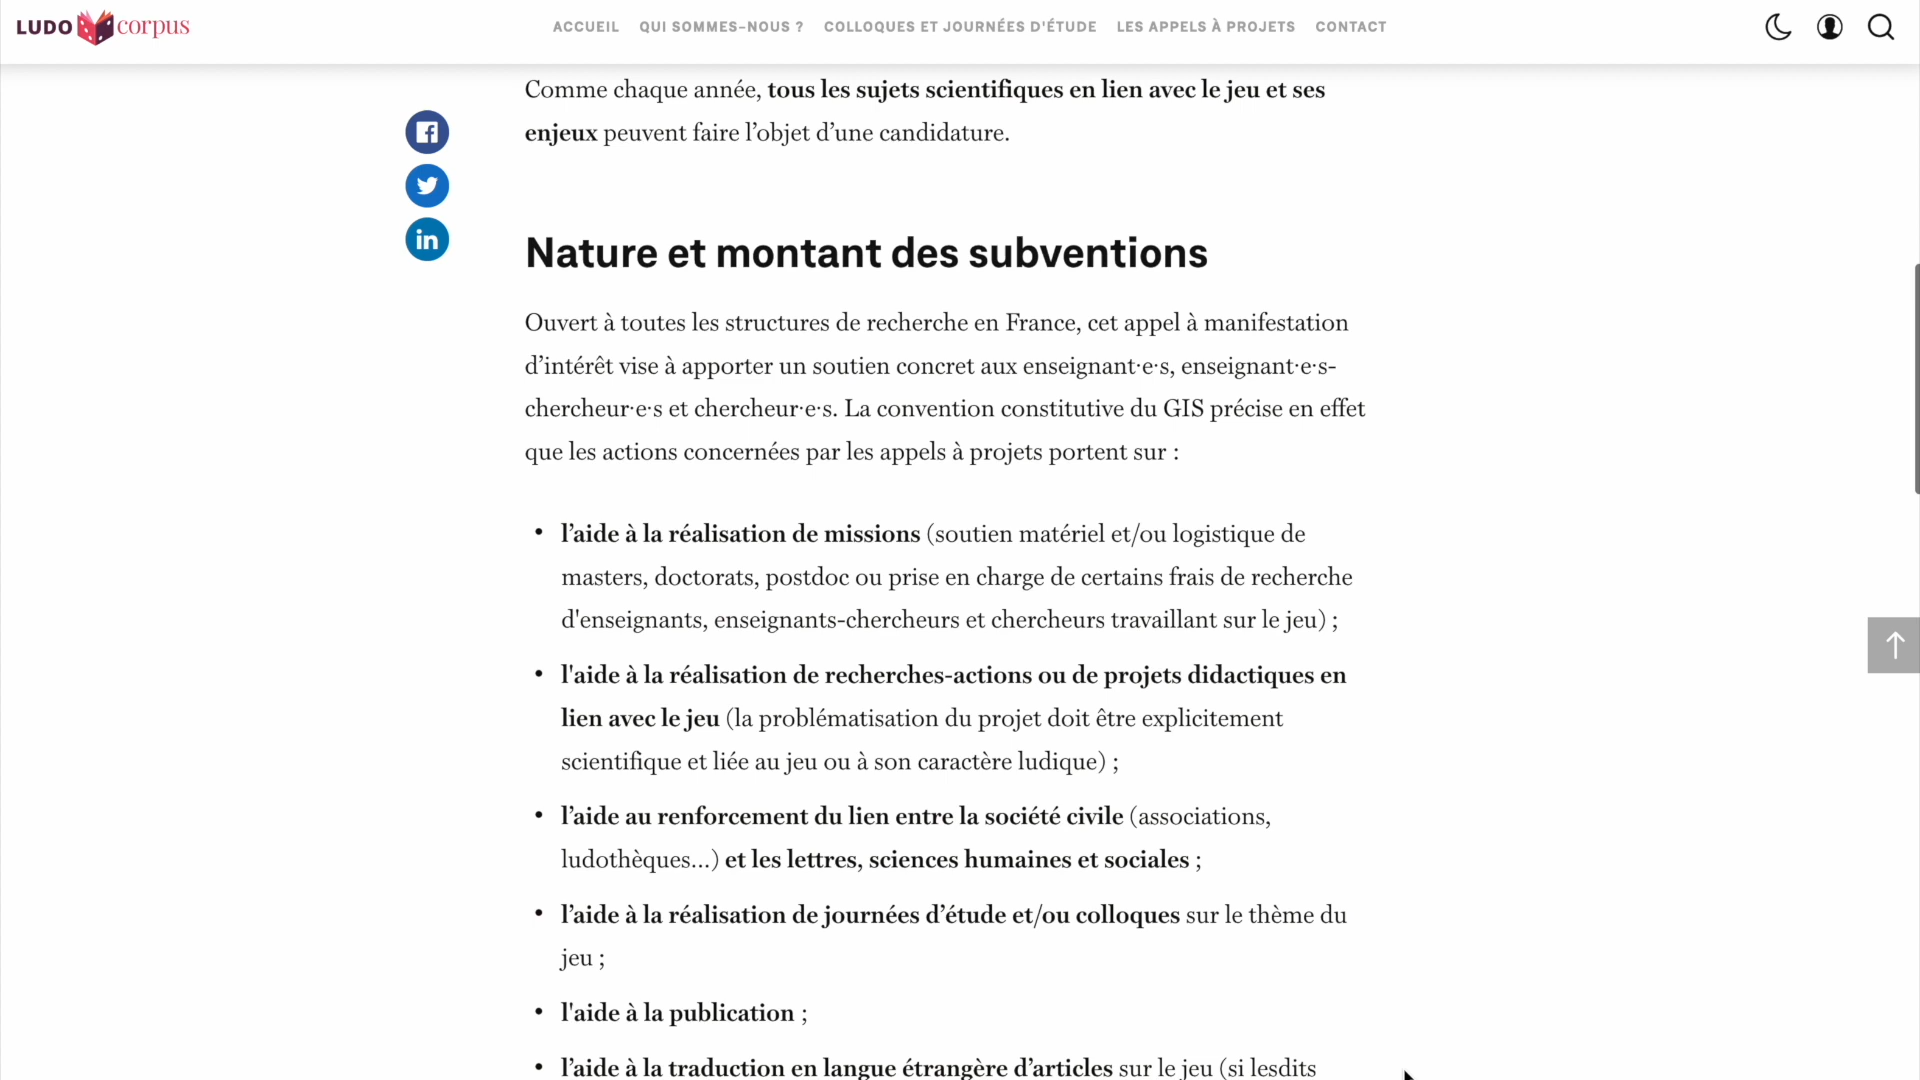 LUDO corpus
ACCUEIL QUI SOMMES-NOUS ? COLLOQUES ET JOURNÉES D'ÉTUDE LES APPELS À PROJETS CONTACT
Comme chaque année, tous les sujets scientifiques en lien avec le jeu et ses
enjeux peuvent faire l’objet d’une candidature.
Nature et montant des subventions
Ouvert à toutes les structures de recherche en France, cet appel à manifestation
d’intérêt vise à apporter un soutien concret aux enseignant·e·s, enseignant·e·s-
chercheur·e·s et chercheur·e·s. La convention constitutive du GIS précise en effet
que les actions concernées par les appels à projets portent sur :
• l’aide à la réalisation de missions (soutien matériel et/ou logistique de
masters, doctorats, postdoc ou prise en charge de certains frais de recherche
d'enseignants, enseignants-chercheurs et chercheurs travaillant sur le jeu) ;
• l'aide à la réalisation de recherches-actions ou de projets didactiques en
lien avec le jeu (la problématisation du projet doit être explicitement
scientifique et liée au jeu ou à son caractère ludique) ;
• l’aide au renforcement du lien entre la société civile (associations,
ludothèques…) et les lettres, sciences humaines et sociales ;
• l’aide à la réalisation de journées d’étude et/ou colloques sur le thème du
jeu ;
• l'aide à la publication ;
• l’aide à la traduction en langue étrangère d’articles sur le jeu (si lesdits